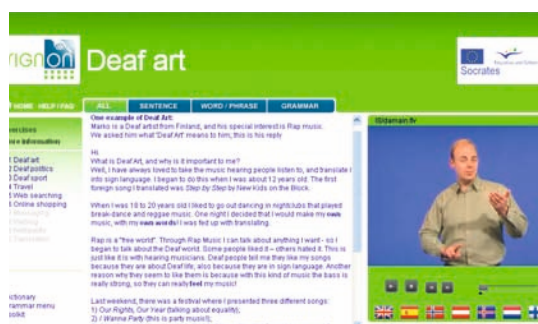 signon
Deaf art
Socrates
HOME HELP / FAQ
ALL SENTENCE WORD / PHRASE GRAMMAR
One example of Deaf Art:
Marko is a Deaf artist from Finland, and his special interest is Rap music.
We asked him what 'Deaf Art' means to him; this is his reply
Hi,
What is Deaf Art, and why is it important to me?
Well, I have always loved to take the music hearing people listen to, and translate it
into sign language. I began to do this when I was about 12 years old. The first
foreign song I translated was Step by Step by New Kids on the Block.
When I was 18 to 20 years old I liked to go out dancing in nightclubs that played
break-dance and reggae music. One night I decided that I would make my own
music, with my own words! I was fed up with translating.
Rap is a "free world". Through Rap Music I can talk about anything I want - so I
began to talk about the Deaf world. Some people liked it – others hated it. This is
just like it is with hearing musicians. Deaf people tell me they like my songs
because they are about Deaf life, also because they are in sign language. Another
reason why they seem to like them is because with this kind of music the bass is
really strong, so they can really feel my music!
Last weekend, there was a festival where I presented three different songs:
1) Our Rights, Our Year (talking about equality);
2) I Wanna Party (this is party music!);
1 Deaf art
2 Deaf politics
3 Deaf sport
4 Travel
5 Web searching
6 Online shopping
ctionary
rammar menu
oolkit